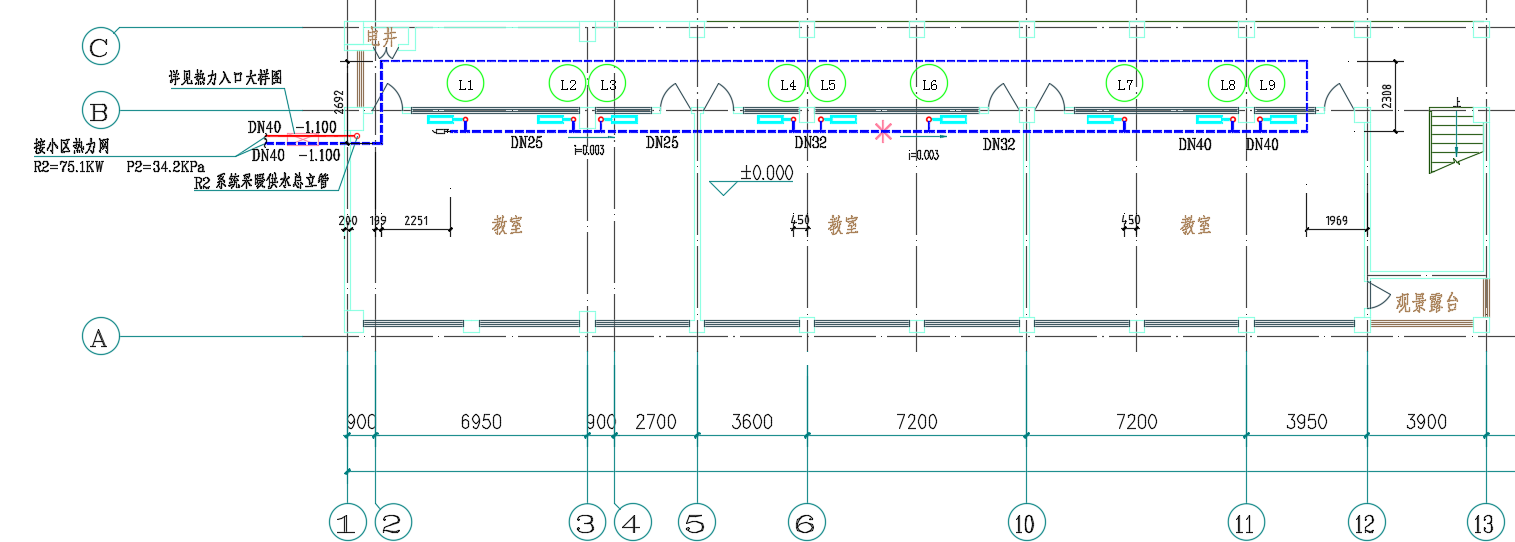 C
电井
详见热力入口大样图
L1
L2
L3
L4
L5
L6
L7
L8
L9
2692
2308
B
上
DN40
-1.100
接小区热力网
DN40
-1.100
R2=75.1KW P2=34.2KPa
R2 系统采暖供水总立管
DN25
i=0.003
DN25
DN32
i=0.003
DN32
DN40
DN40
±0.000
200
199
2251
教室
450
教室
450
教室
1969
观景露台
A
900
6950
900
2700
3600
7200
7200
3950
3900
1
2
3
4
5
6
10
11
12
13